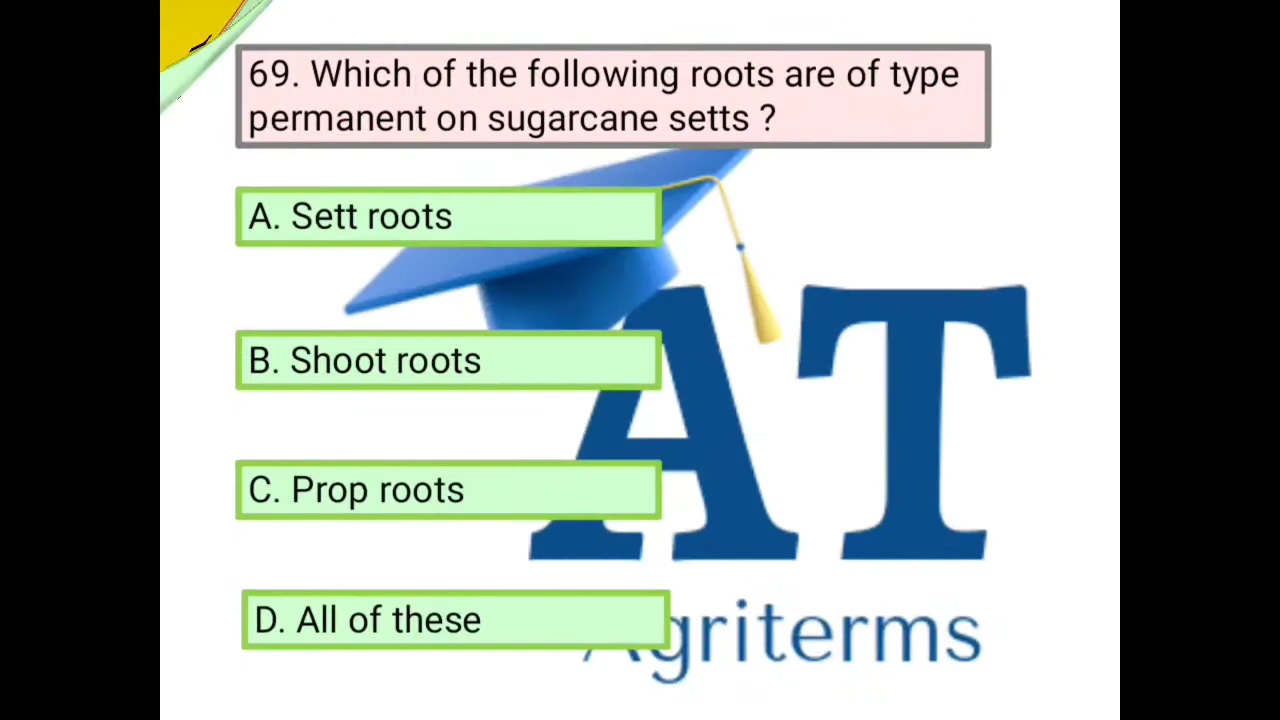 69. Which of the following roots are of type
permanent on sugarcane setts ?
A. Sett roots
B. Shoot roots
C. Prop roots
D. All of these
AT
Agriterms